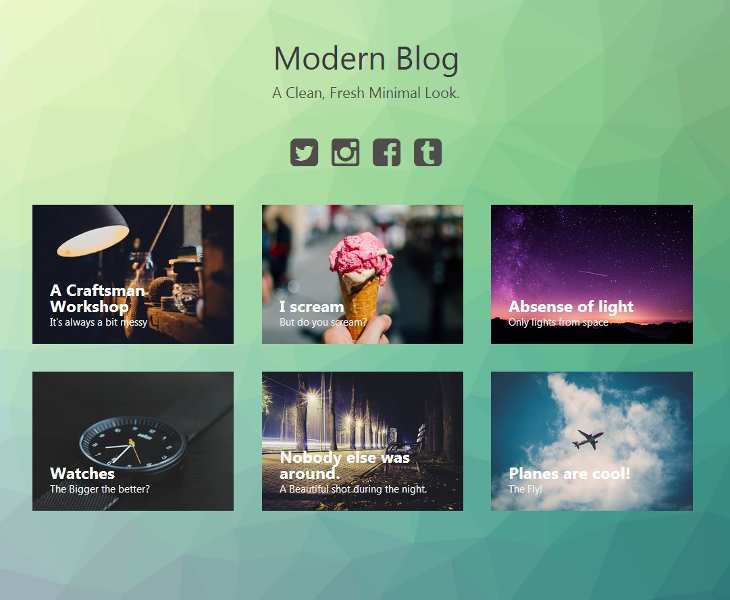 Modern Blog
A Clean, Fresh Minimal Look.
A Craftsman
Workshop
It's always a bit messy
I scream
But do you scream?
Absense of light
Only lights from space
Watches
The Bigger the better?
Nobody else was
around.
A Beautiful shot during the night.
Planes are cool!
The Fly!